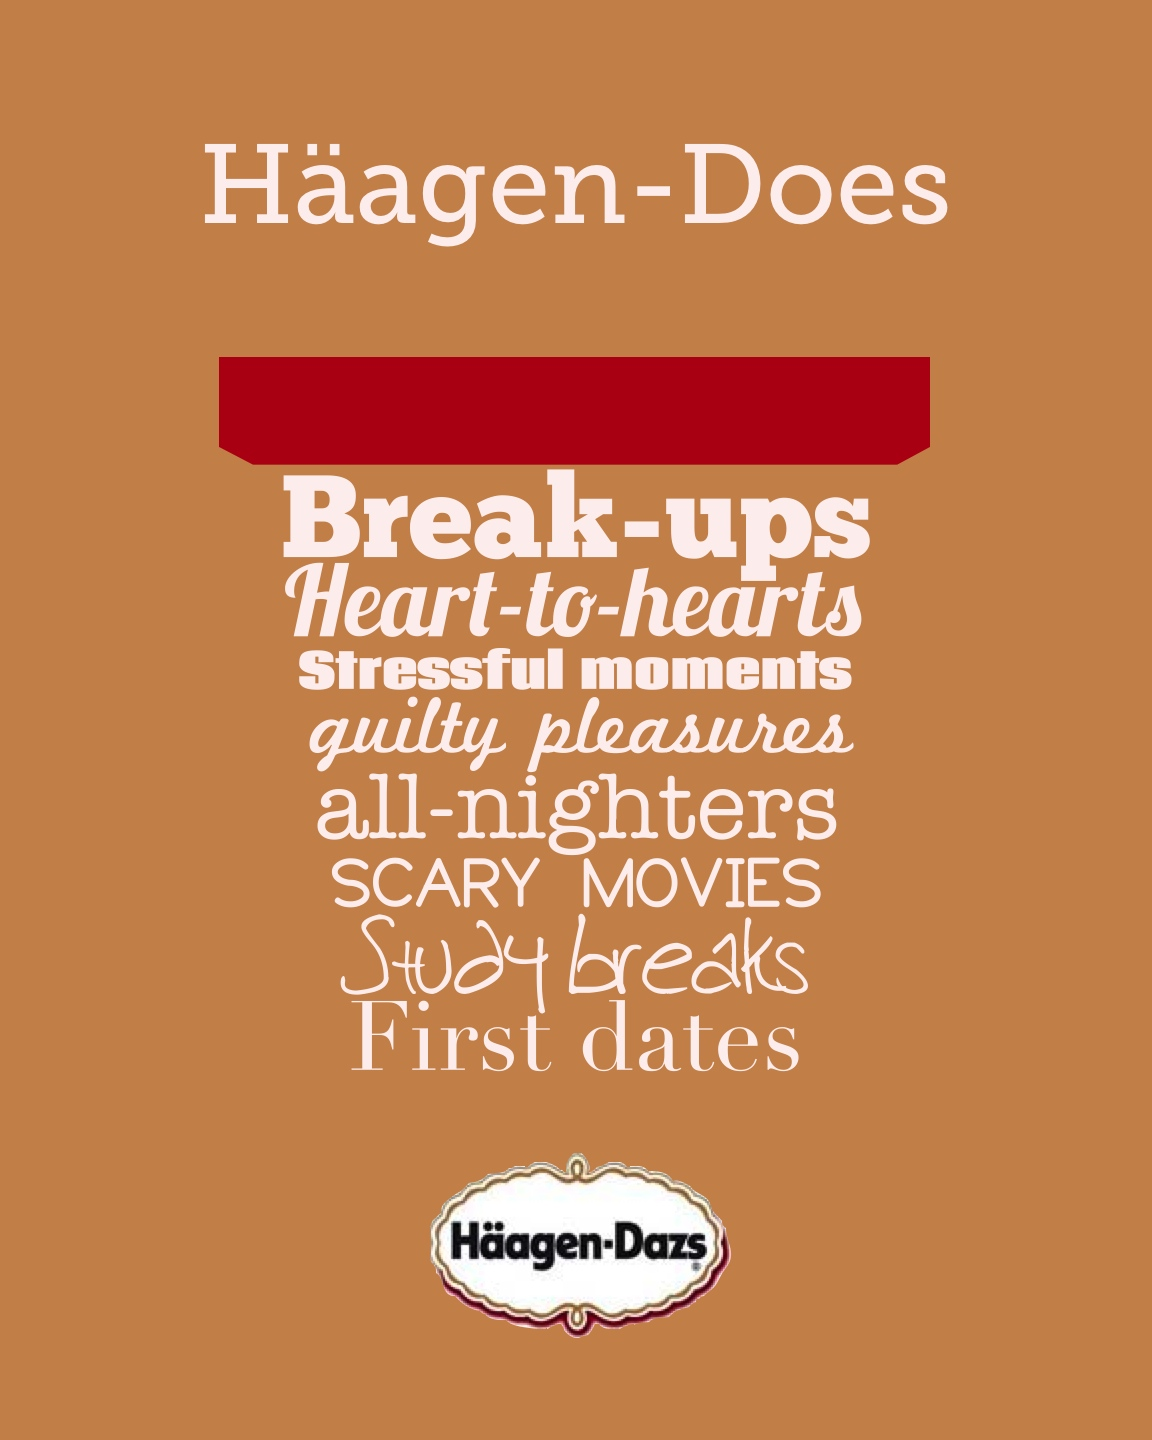 Häagen-Does
Break-ups
Heart-to-hearts
Stressful moments
guilty pleasures
all-nighters
SCARY MOVIES
Study breaks
First dates
Häagen-Dazs
®